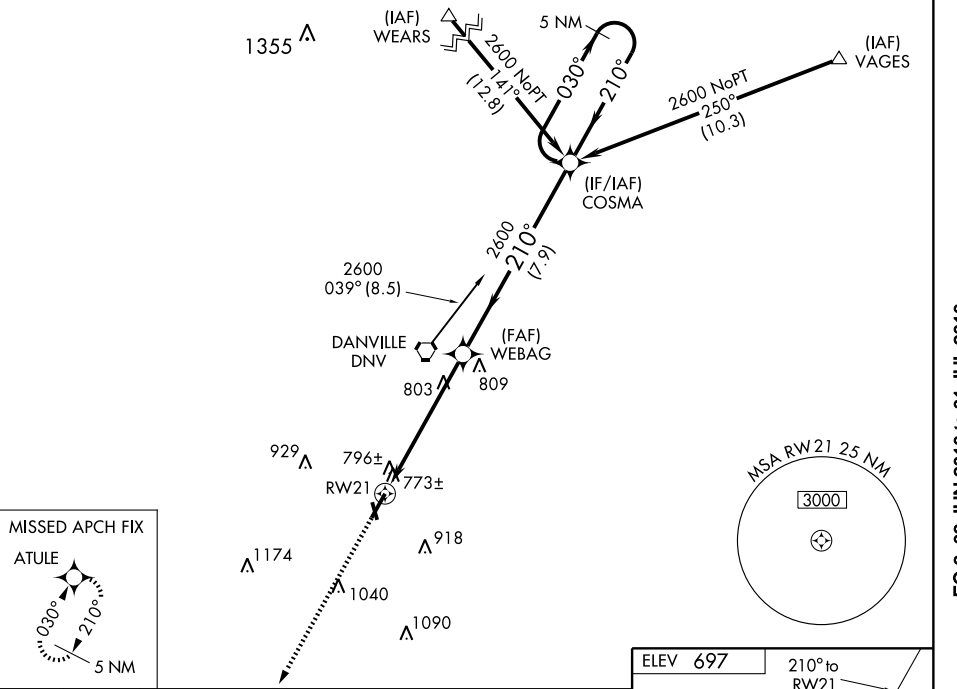 1355
(IAF)
WEARS
2600 NoPT
141°
(12.8)
5 NM
030°
210°
(IAF)
VAGES
2600 NoPT
250°
(10.3)
(IF/IAF)
COSMA
2600
210°
(7.9)
2600
039° (8.5)
DANVILLE
DNV
(FAF)
WEBAG
803
809
929
796±
773±
RW21
MSA RW21 25 NM
3000
MISSED APCH FIX
ATULE
030°
210°
5 NM
1174
918
1040
1090
ELEV 697
210° to
RW21